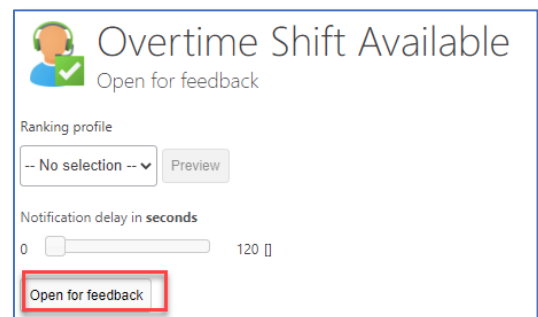 Overtime Shift Available
Open for feedback
Ranking profile
-- No selection -- Preview
Notification delay in seconds
0 120 []
Open for feedback